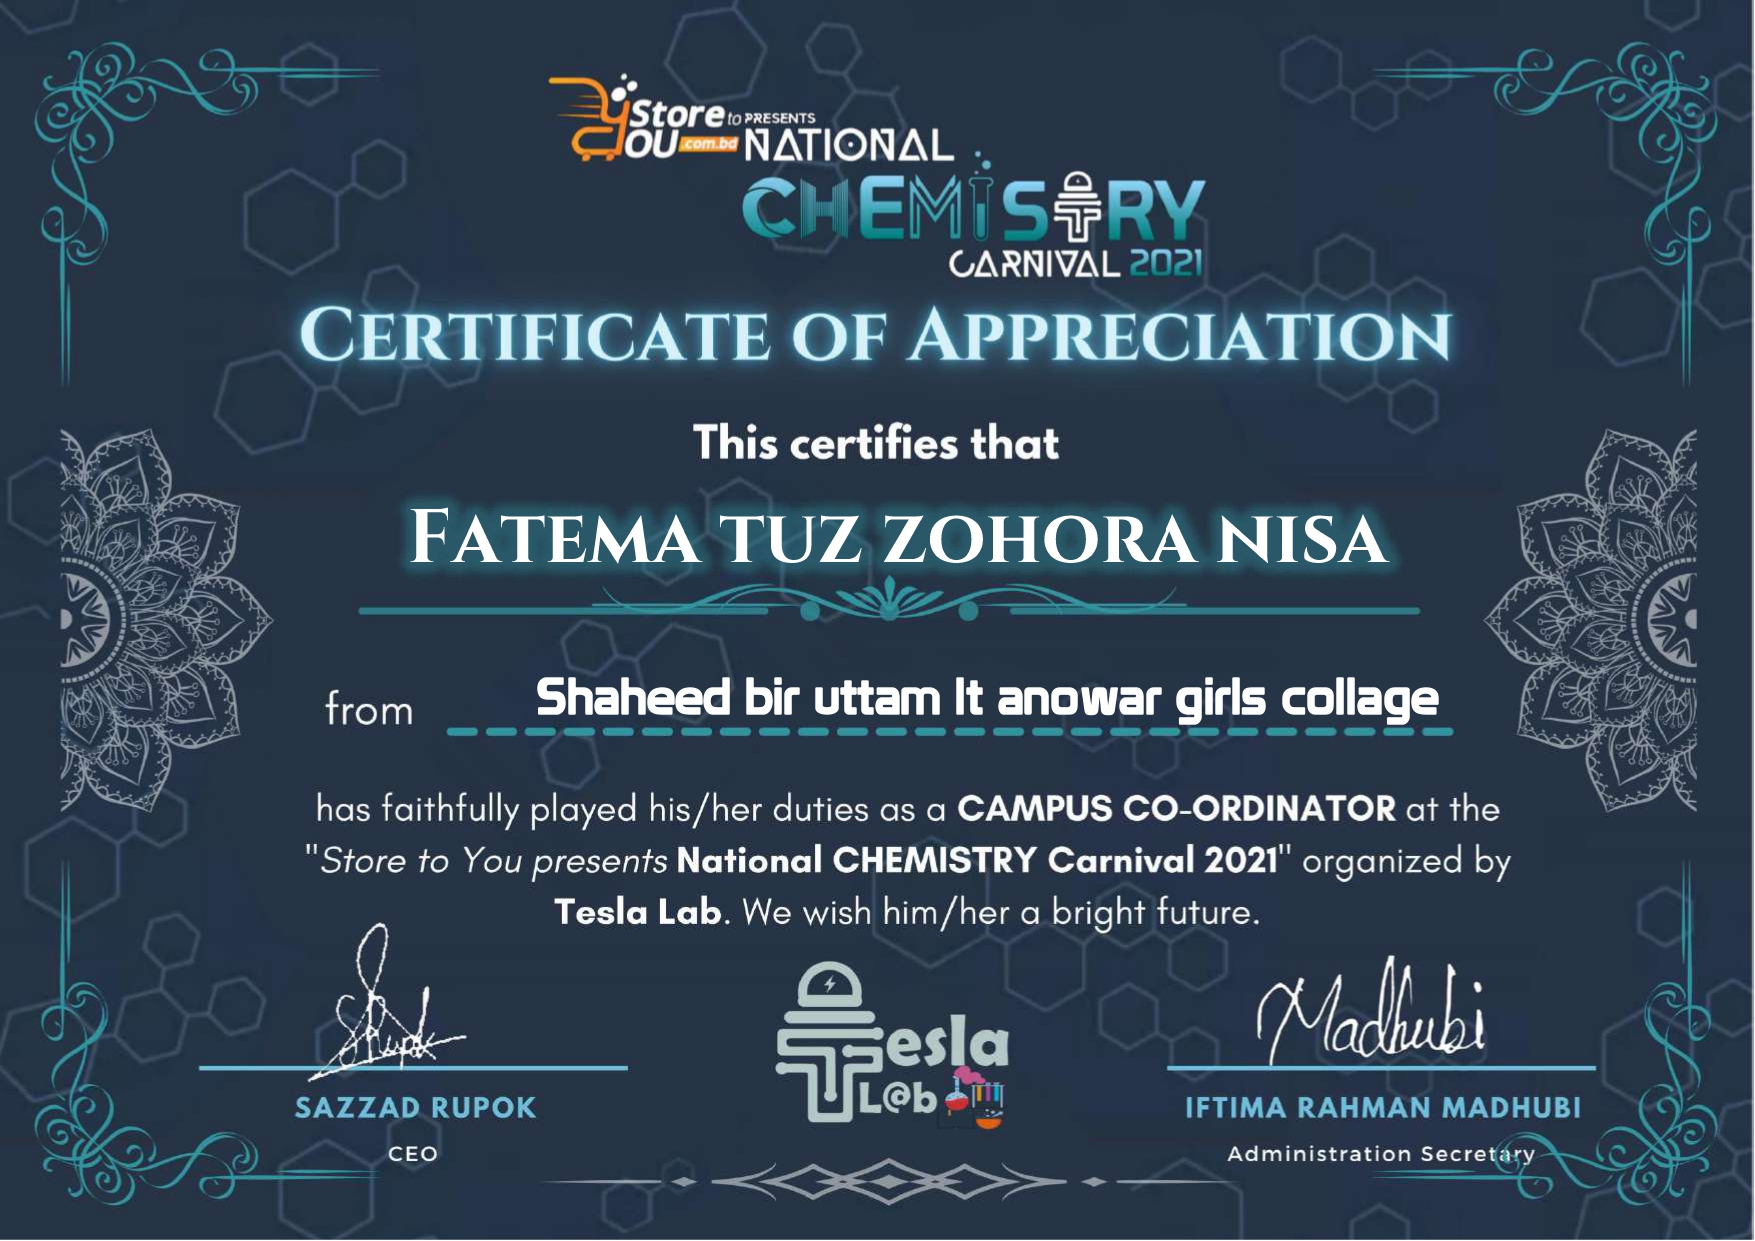 Store to PRESENTS
YOU.com.bd NATIONAL
CHEMISTRY
CARNIVAL 2021
CERTIFICATE OF APPRECIATION
This certifies that
FATEMA TUZ ZOHORA NISA
from Shaheed bir uttam lt anowar girls collage
has faithfully played his/her duties as a CAMPUS CO-ORDINATOR at the
"Store to You presents National CHEMISTRY Carnival 2021" organized by
Tesla Lab. We wish him/her a bright future.
Rupok
Madhubi
Tesla
L@b
SAZZAD RUPOK
CEO
IFTIMA RAHMAN MADHUBI
Administration Secretary